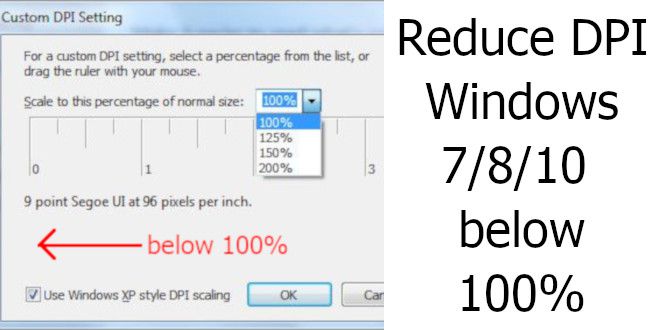 Custom DPI Setting
For a custom DPI setting, select a percentage from the list, or
drag the ruler with your mouse.
Scale to this percentage of normal size: 100%
100%
125%
150%
200%
0 1 3
9 point Segoe UI at 96 pixels per inch.
below 100%
Use Windows XP style DPI scaling OK Can
Reduce DPI
Windows
7/8/10
below
100%